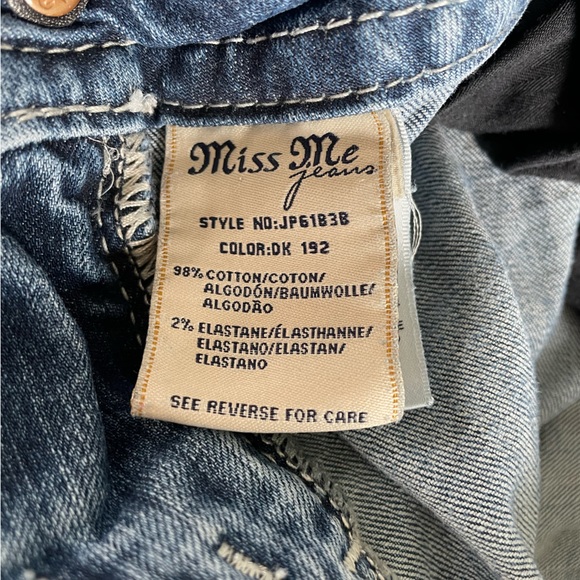 Miss Me
jeans
STYLE NO:JP6183B
COLOR:DK 192
98% COTTON/COTON/
ALGODÓN/BAUMWOLLE/
ALGODÃO
2% ELASTANE/ÉLASTHANNE/
ELASTANO/ELASTAN/
ELASTANO
SEE REVERSE FOR CARE